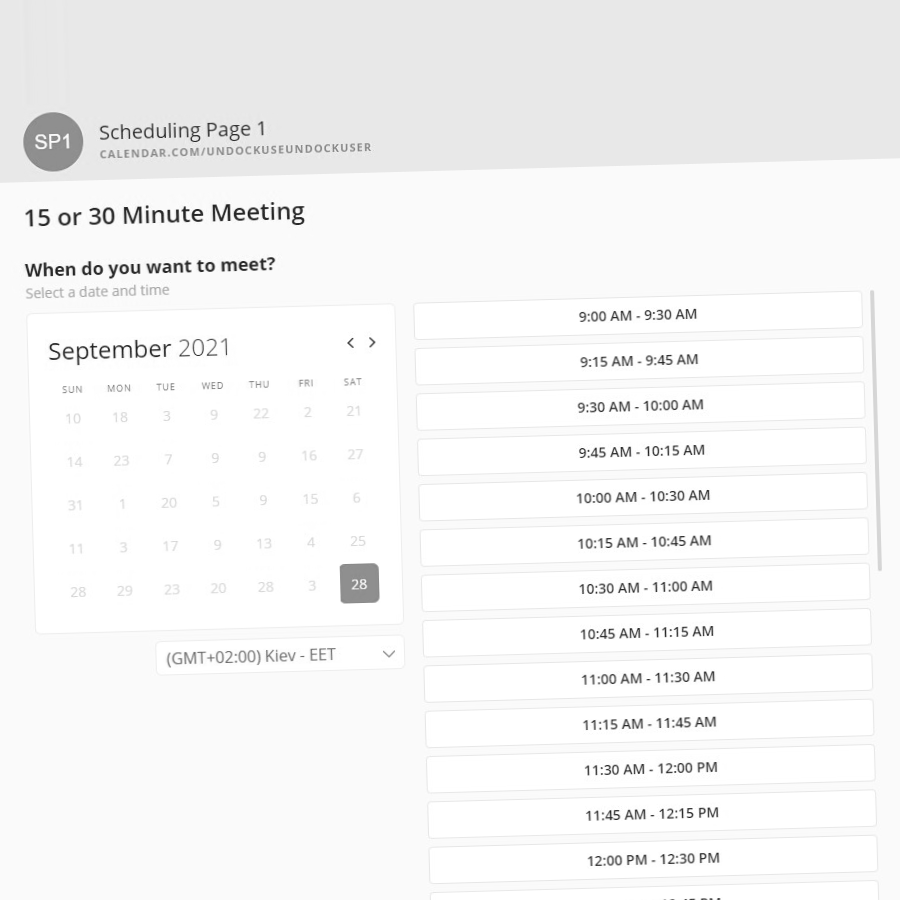 SP1
Scheduling Page 1
CALENDAR.COM/UNDOCKUSEUNDOCKUSER
15 or 30 Minute Meeting
When do you want to meet?
Select a date and time
September 2021
SUN MON TUE WED THU FRI SAT
10 18 3 9 22 2 21
14 23 7 9 9 16 27
31 1 20 5 9 15 6
11 3 17 9 13 4 25
28 29 23 20 28 3 28
(GMT+02:00) Kiev - EET
9:00 AM - 9:30 AM
9:15 AM - 9:45 AM
9:30 AM - 10:00 AM
9:45 AM - 10:15 AM
10:00 AM - 10:30 AM
10:15 AM - 10:45 AM
10:30 AM - 11:00 AM
10:45 AM - 11:15 AM
11:00 AM - 11:30 AM
11:15 AM - 11:45 AM
11:30 AM - 12:00 PM
11:45 AM - 12:15 PM
12:00 PM - 12:30 PM